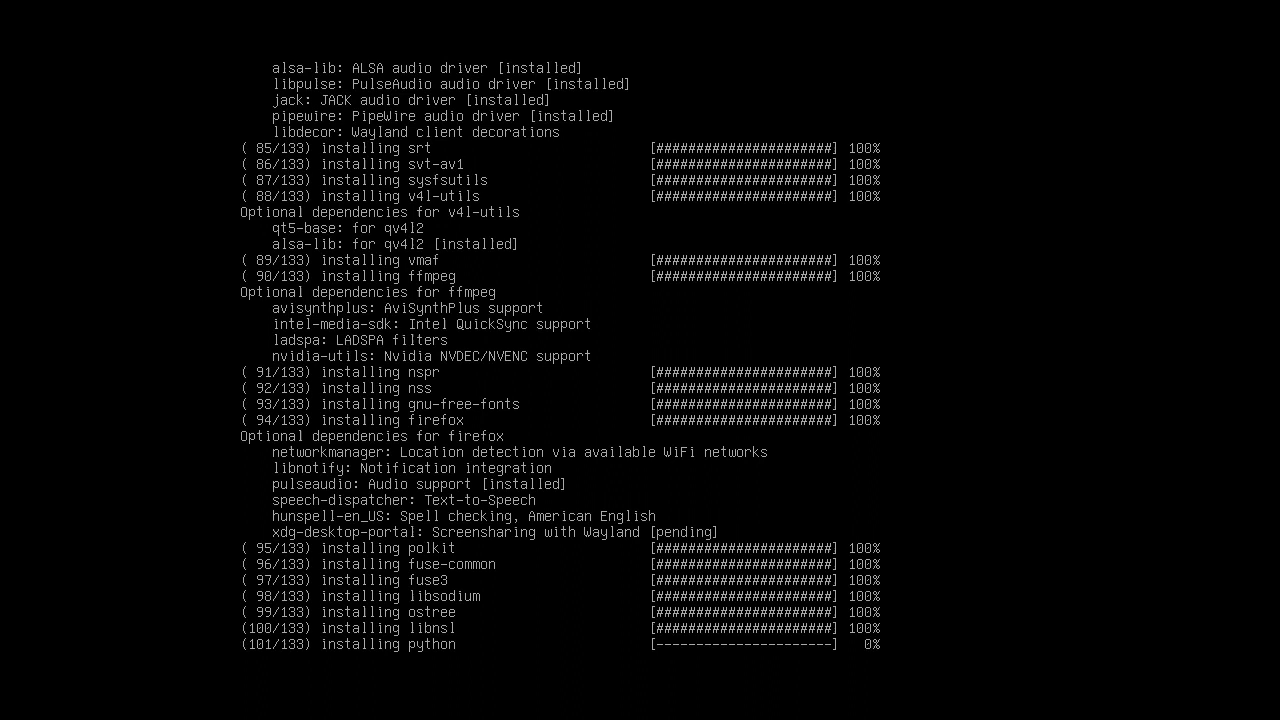 alsa-lib: ALSA audio driver [installed]
libpulse: PulseAudio audio driver [installed]
jack: JACK audio driver [installed]
pipewire: PipeWire audio driver [installed]
libdecor: Wayland client decorations
( 85/133) installing srt [######################] 100%
( 86/133) installing svt-av1 [######################] 100%
( 87/133) installing sysfsutils [######################] 100%
( 88/133) installing v4l-utils [######################] 100%
Optional dependencies for v4l-utils
qt5-base: for qv4l2
alsa-lib: for qv4l2 [installed]
( 89/133) installing vmaf [######################] 100%
( 90/133) installing ffmpeg [######################] 100%
Optional dependencies for ffmpeg
avisynthplus: AviSynthPlus support
intel-media-sdk: Intel QuickSync support
ladspa: LADSPA filters
nvidia-utils: Nvidia NVDEC/NVENC support
( 91/133) installing nspr [######################] 100%
( 92/133) installing nss [######################] 100%
( 93/133) installing gnu-free-fonts [######################] 100%
( 94/133) installing firefox [######################] 100%
Optional dependencies for firefox
networkmanager: Location detection via available WiFi networks
libnotify: Notification integration
pulseaudio: Audio support [installed]
speech-dispatcher: Text-to-Speech
hunspell-en_US: Spell checking, American English
xdg-desktop-portal: Screensharing with Wayland [pending]
( 95/133) installing polkit [######################] 100%
( 96/133) installing fuse-common [######################] 100%
( 97/133) installing fuse3 [######################] 100%
( 98/133) installing libsodium [######################] 100%
( 99/133) installing ostree [######################] 100%
(100/133) installing libnsl [######################] 100%
(101/133) installing python [----------------------] 0%